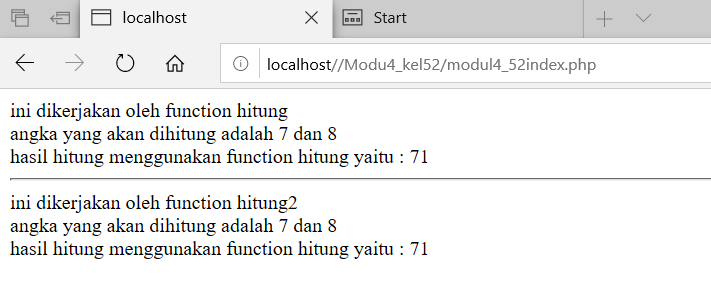 localhost
Start
localhost//Modu4_kel52/modul4_52index.php
ini dikerjakan oleh function hitung
angka yang akan dihitung adalah 7 dan 8
hasil hitung menggunakan function hitung yaitu : 71
ini dikerjakan oleh function hitung2
angka yang akan dihitung adalah 7 dan 8
hasil hitung menggunakan function hitung yaitu : 71